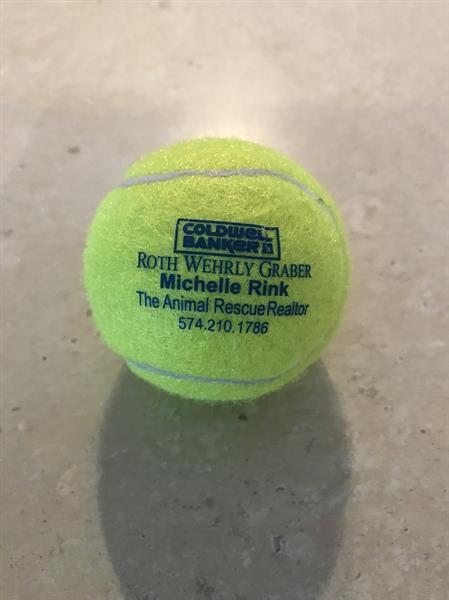 COLDWELL
BANKER
ROTH WEHRLY GRABER
Michelle Rink
The Animal Rescue Realtor
574.210.1786